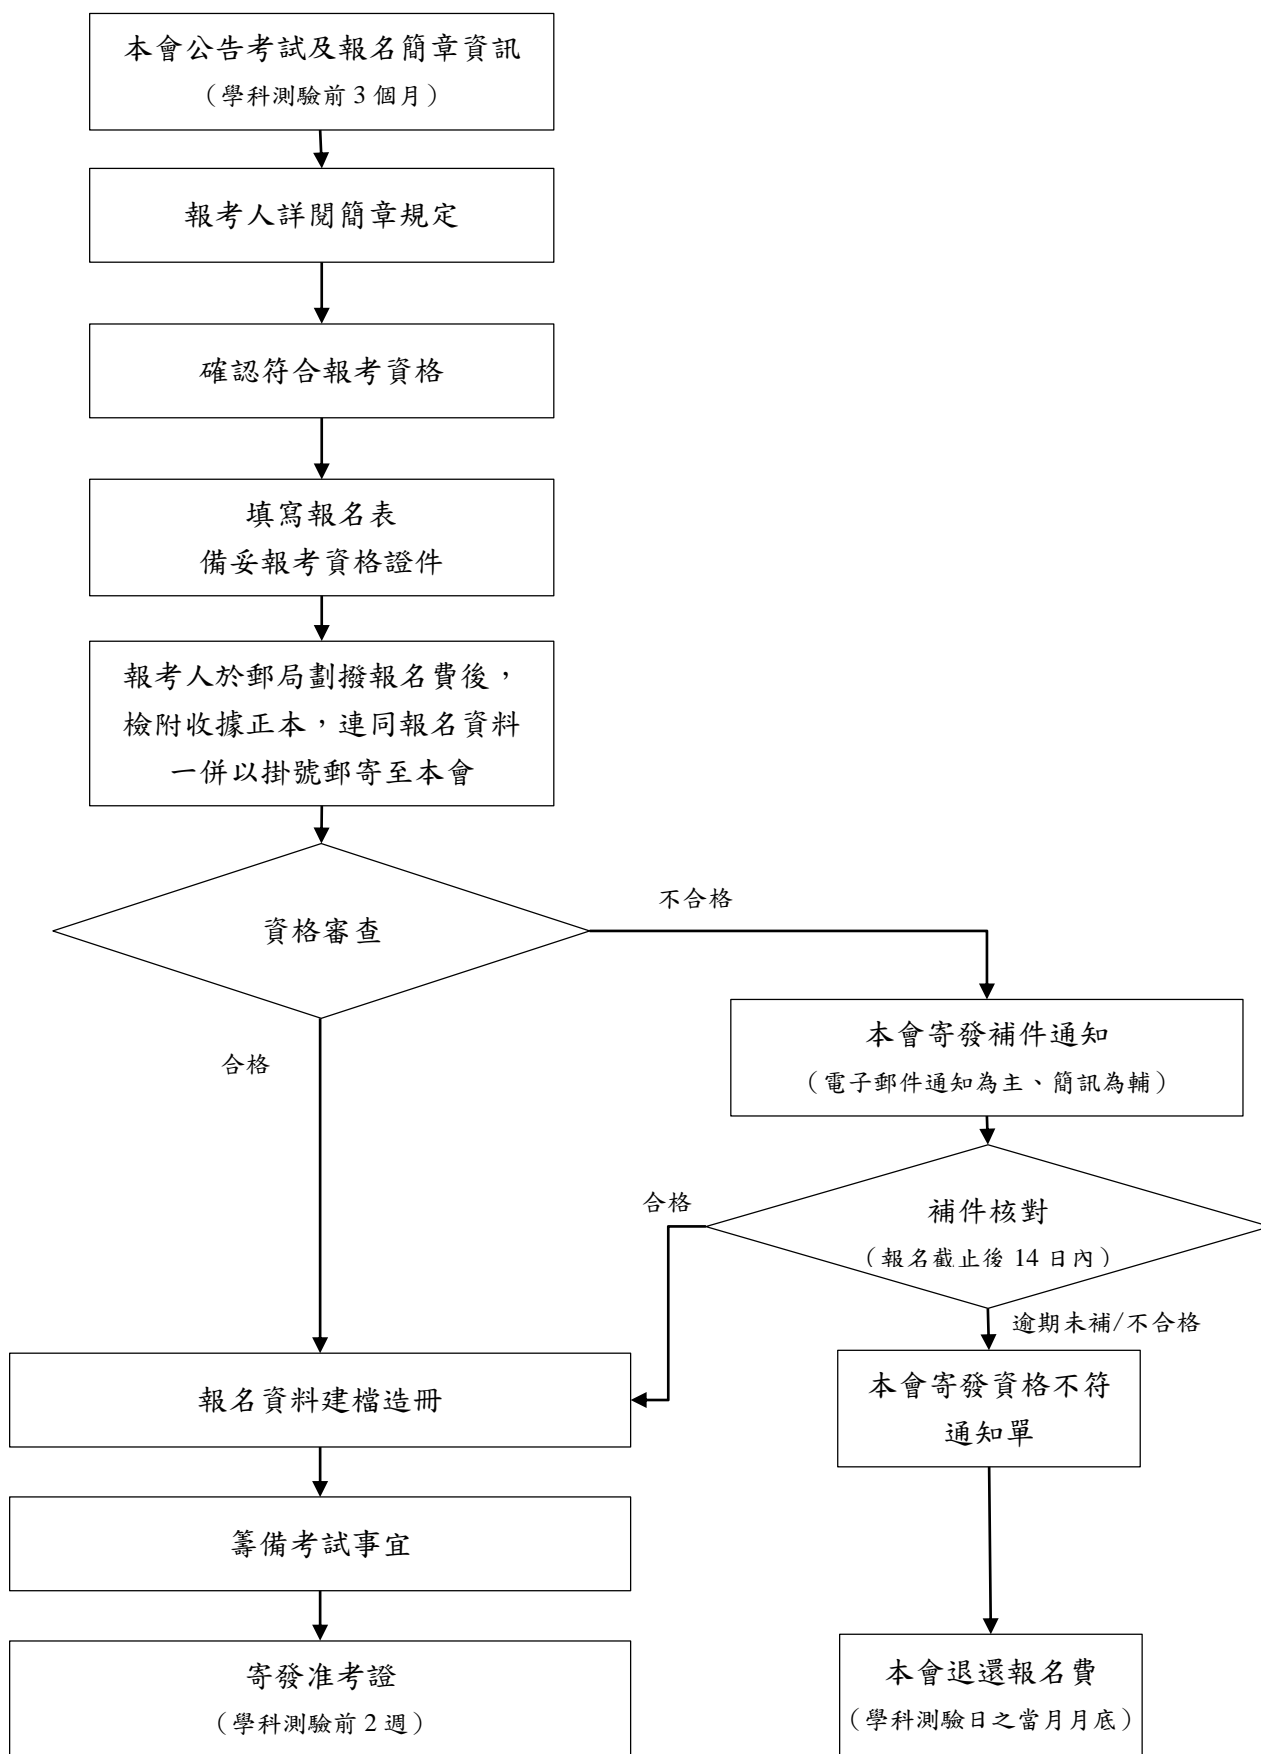 本會公告考試及報名簡章資訊
（學科測驗前 3 個月）
報考人詳閱簡章規定
確認符合報考資格
填寫報名表
備妥報考資格證件
報考人於郵局劃撥報名費後，
檢附收據正本，連同報名資料
一併以掛號郵寄至本會
資格審查
不合格
合格
本會寄發補件通知
（電子郵件通知為主、簡訊為輔）
合格
補件核對
（報名截止後 14 日內）
逾期未補/不合格
報名資料建檔造冊
本會寄發資格不符
通知單
籌備考試事宜
寄發准考證
（學科測驗前 2 週）
本會退還報名費
（學科測驗日之當月月底）